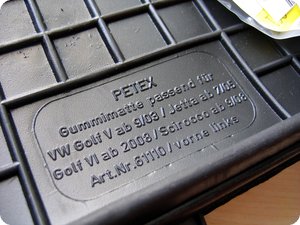 PETEX
Gummimatte passend für
VW Golf V ab 9/03 / Jetta ab 7/05
Golf VI ab 2008 / Scirocco ab 9/08
Art.Nr.61110 / vorne links